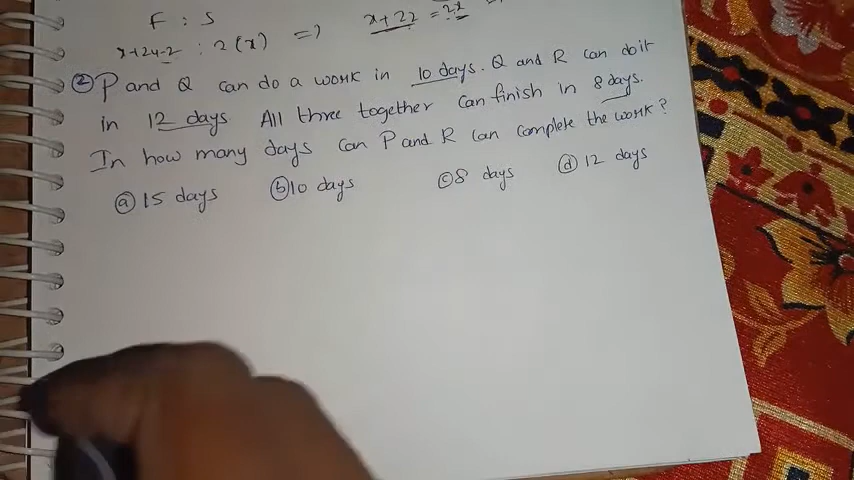 F : S
x+24-2 : 2(x) => x+22 = 2x
② P and Q can do a work in 10 days. Q and R can do it
in 12 days All three together can finish in 8 days.
In how many days can P and R can complete the work?
ⓐ 15 days ⓑ 10 days ⓒ 8 days ⓓ 12 days